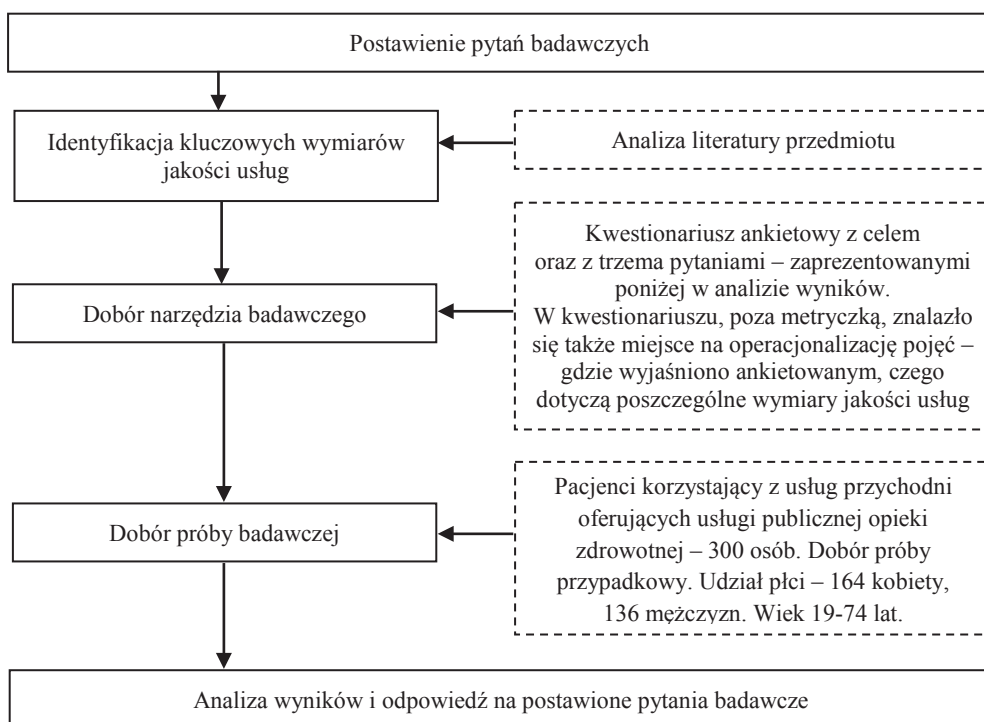 Postawienie pytań badawczych
Identyfikacja kluczowych wymiarów
jakości usług
Analiza literatury przedmiotu
Dobór narzędzia badawczego
Kwestionariusz ankietowy z celem
oraz z trzema pytaniami – zaprezentowanymi
poniżej w analizie wyników.
W kwestionariuszu, poza metryczką, znalazło
się także miejsce na operacjonalizację pojęć –
gdzie wyjaśniono ankietowanym, czego
dotyczą poszczególne wymiary jakości usług
Dobór próby badawczej
Pacjenci korzystający z usług przychodni
oferujących usługi publicznej opieki
zdrowotnej – 300 osób. Dobór próby
przypadkowy. Udział płci – 164 kobiety,
136 mężczyzn. Wiek 19-74 lat.
Analiza wyników i odpowiedź na postawione pytania badawcze